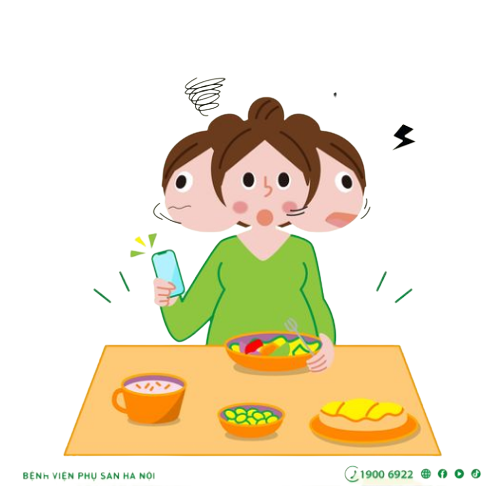 BỆNH VIỆN PHỤ SẢN HÀ NỘI
1900 6922